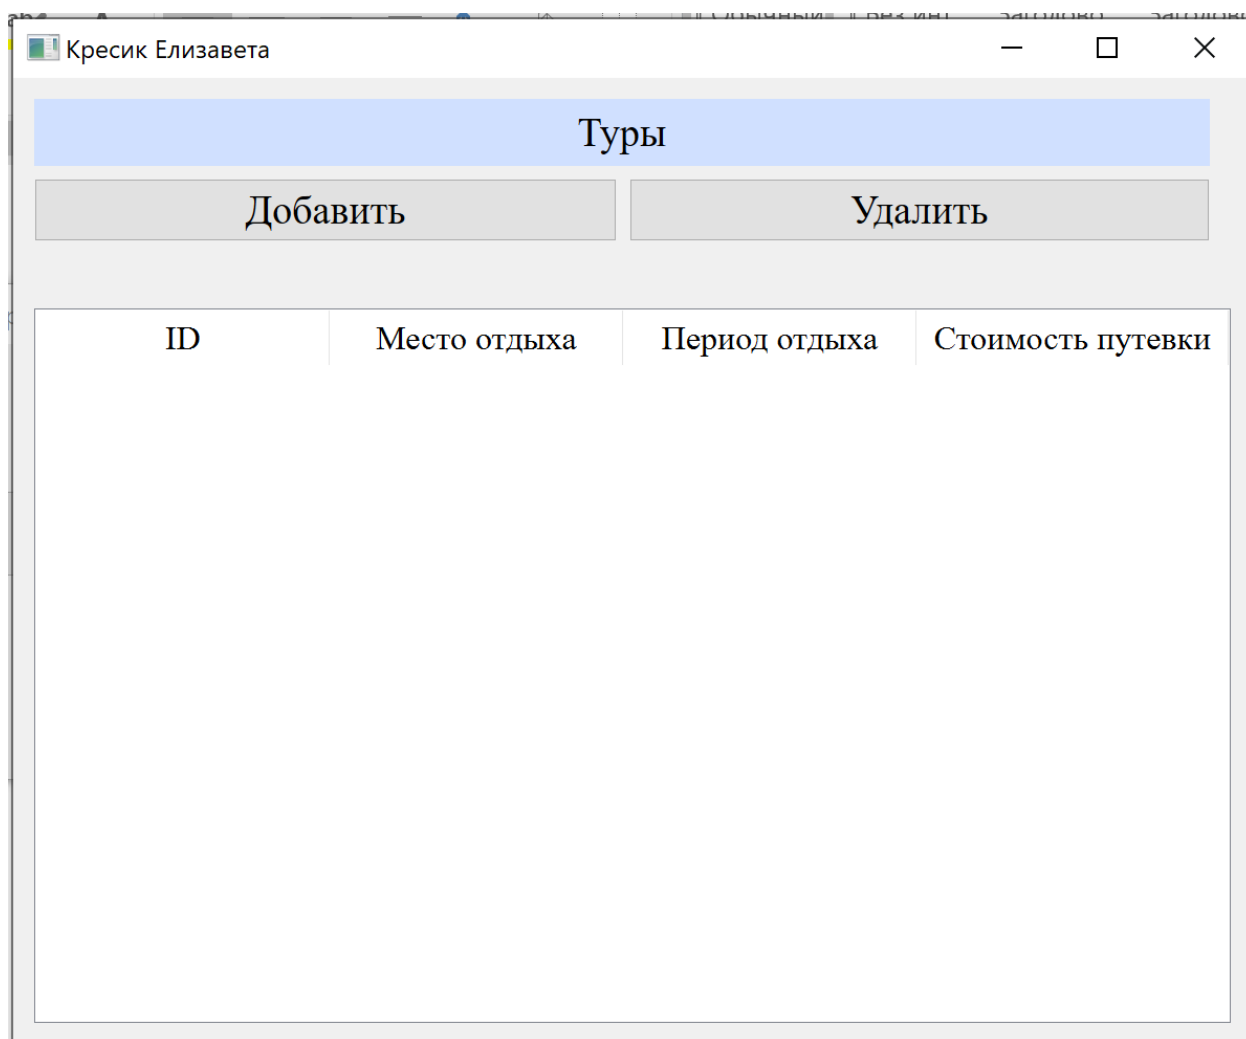 Кресик Елизавета
Туры
Добавить Удалить
ID Место отдыха Период отдыха Стоимость путевки